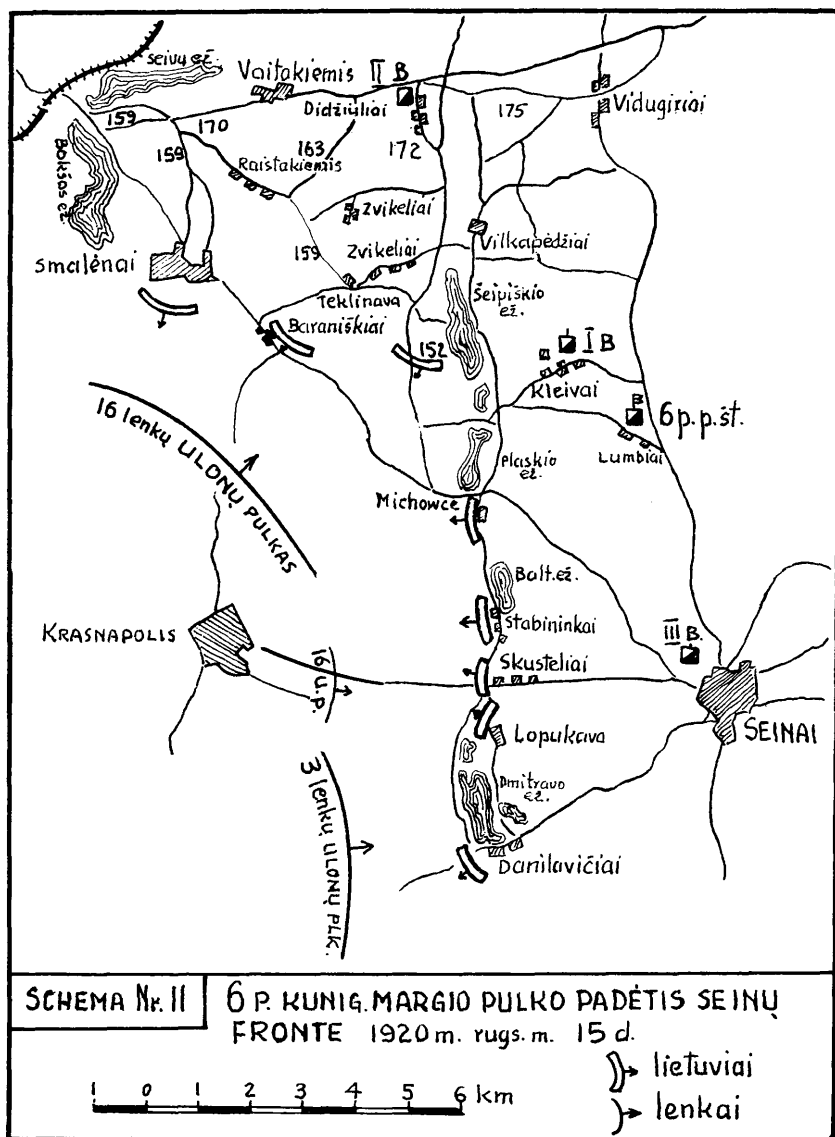 Seivų ež.
Vaitakiemis
II B
Didžiuliai
Vidugiriai
159
170
175
159
163
172
Bokšos ež.
Raistakiemis
Zvikeliai
Zvikeliai
Vilkapėdžiai
159
Smalėnai
Teklinava
Šeipiškio
ež.
Baraniškiai
152
I B
Kleivai
6 p.p.št.
Lumbiai
16 lenkų ULONŲ PULKAS
Plaskio
ež.
Michowce
Balt.ež.
Stabininkai
KRASNAPOLIS
III B.
Skusteliai
16 u.p.
SEINAI
Lopukava
3 lenkų ULONŲ PLK.
Dmitravo
ež.
Danilavičiai
SCHEMA Nr. II
6 P. KUNIG. MARGIO PULKO PADĖTIS SEINŲ
FRONTE 1920 m. rugs. m. 15 d.
lietuviai
1 0 1 2 3 4 5 6 km
lenkai